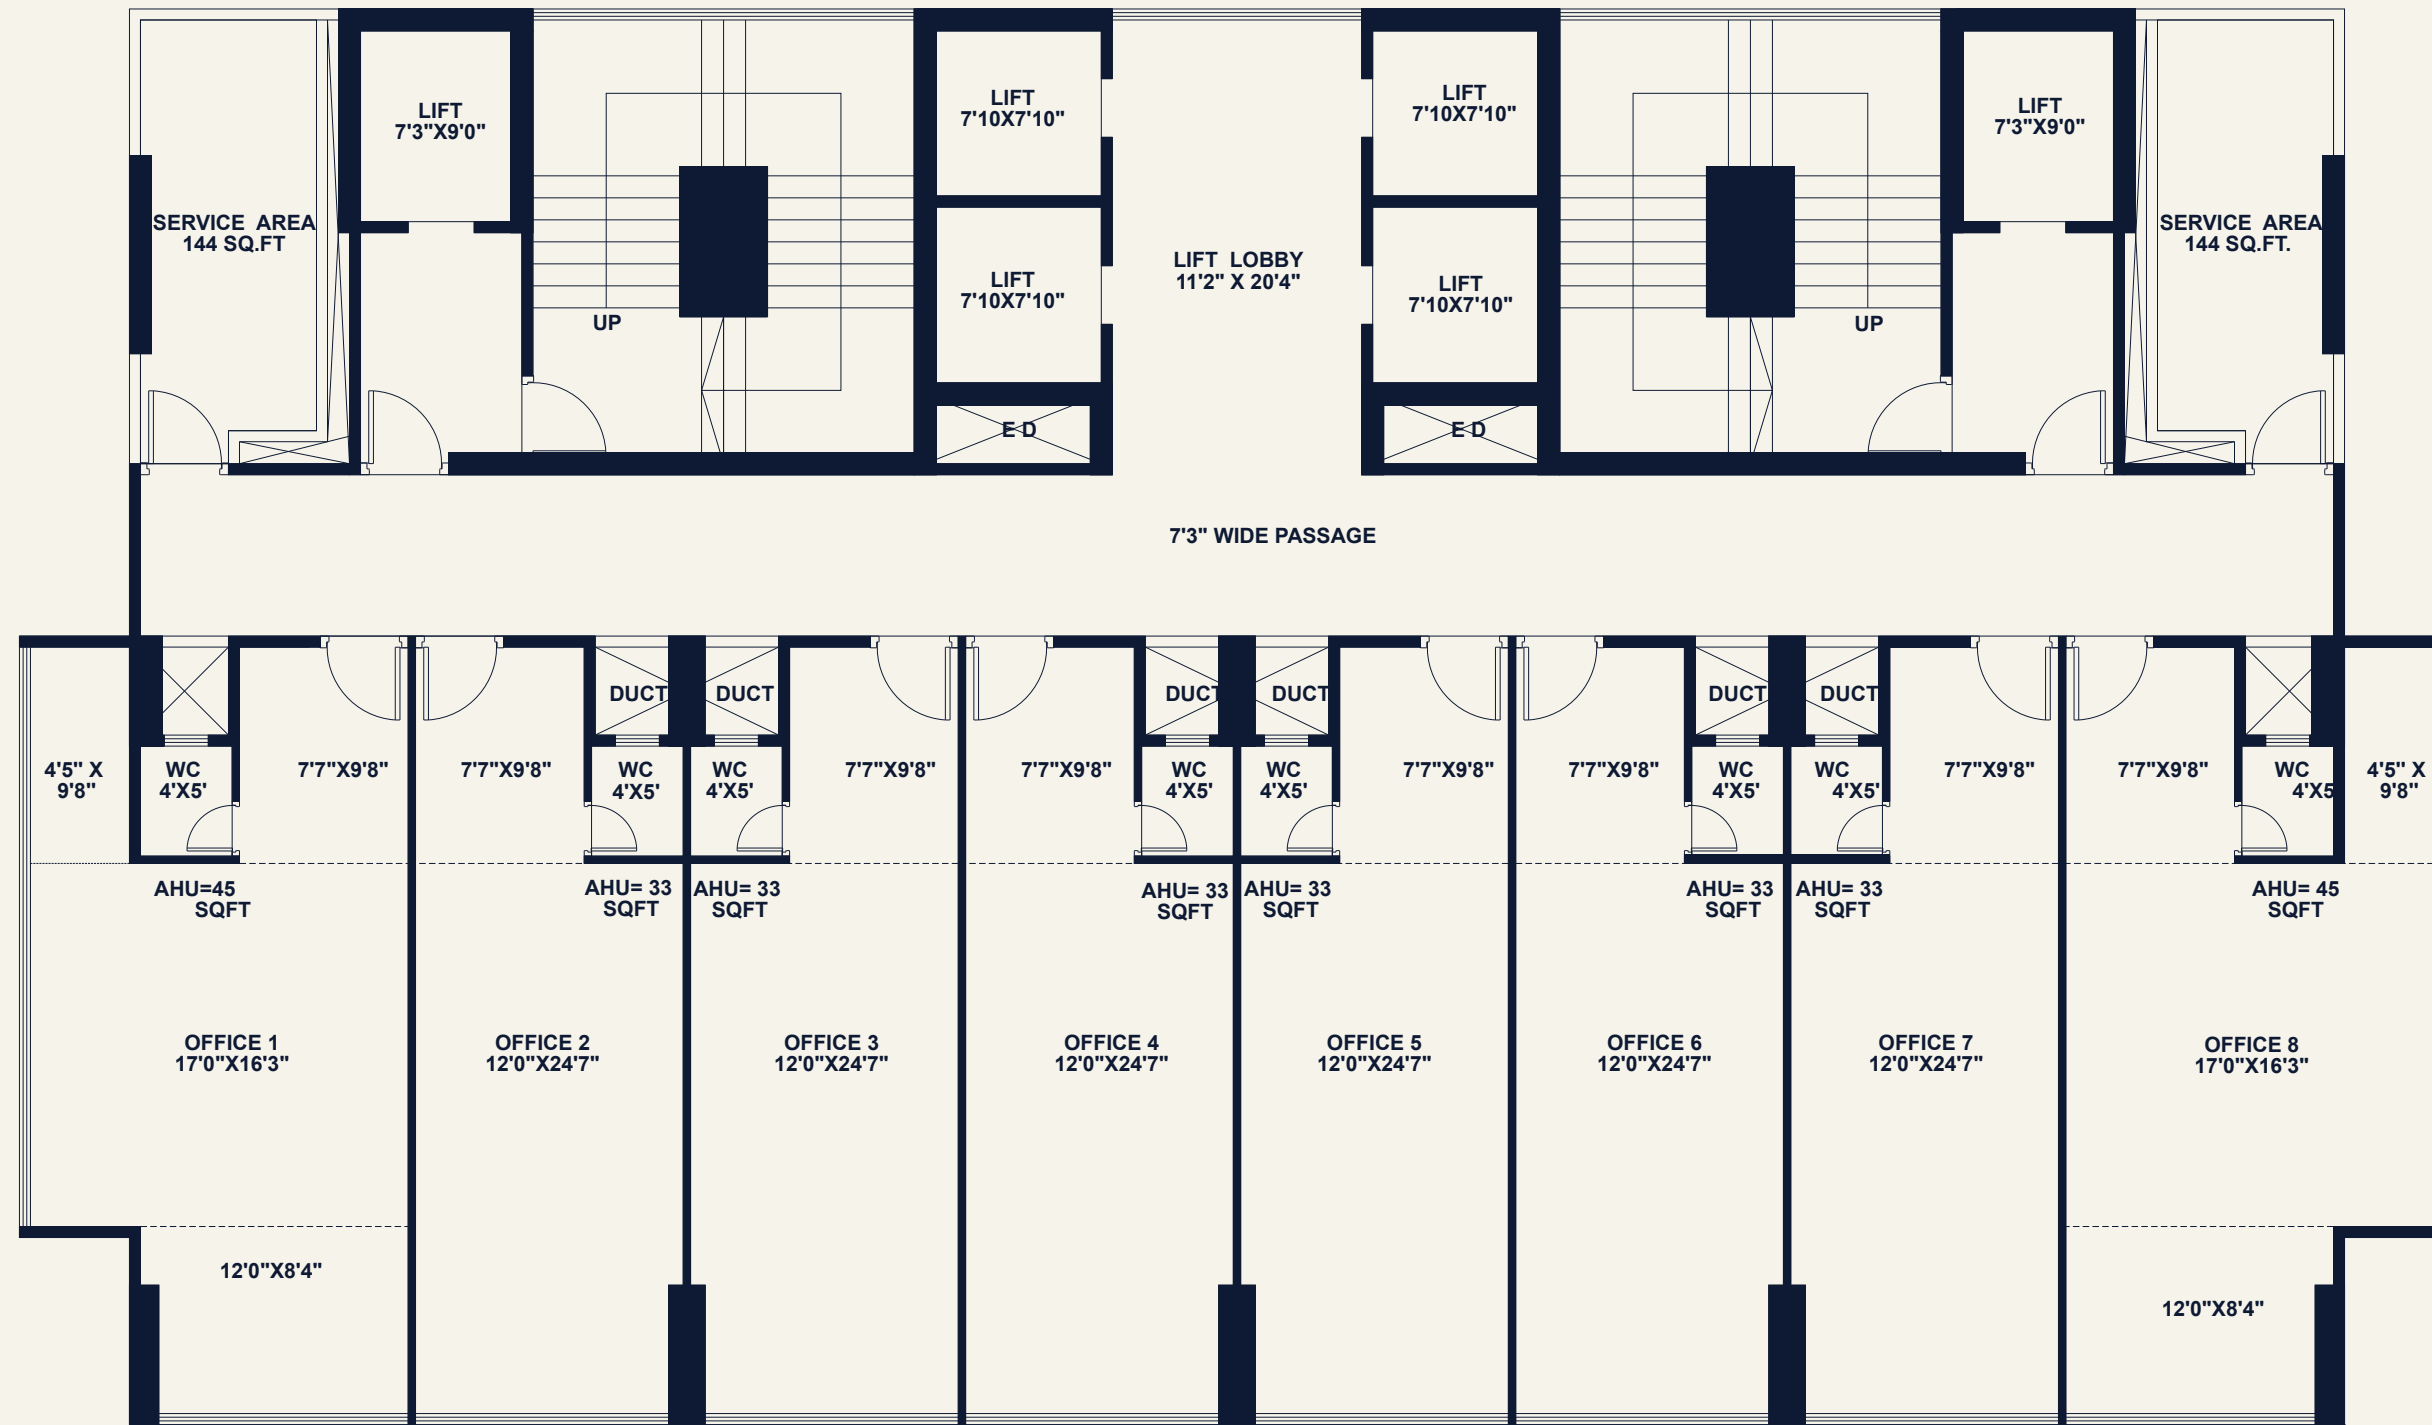 LIFT
7'3"X9'0"
LIFT
7'10X7'10"
LIFT
7'10X7'10"
LIFT
7'3"X9'0"
SERVICE AREA
144 SQ.FT
SERVICE AREA
144 SQ.FT.
LIFT LOBBY
11'2" X 20'4"
LIFT
7'10X7'10"
LIFT
7'10X7'10"
UP
UP
E D
E D
7'3" WIDE PASSAGE
DUCT
DUCT
DUCT
DUCT
DUCT
DUCT
4'5" X
9'8"
WC
4'X5'
7'7"X9'8"
7'7"X9'8"
WC
4'X5'
WC
4'X5'
7'7"X9'8"
7'7"X9'8"
WC
4'X5'
WC
4'X5'
7'7"X9'8"
7'7"X9'8"
WC
4'X5'
WC
4'X5'
7'7"X9'8"
7'7"X9'8"
WC
4'X5
4'5" X
9'8"
AHU=45
SQFT
AHU= 33
SQFT
AHU= 33
SQFT
AHU= 33
SQFT
AHU= 33
SQFT
AHU= 33
SQFT
AHU= 33
SQFT
AHU= 45
SQFT
OFFICE 1
17'0"X16'3"
OFFICE 2
12'0"X24'7"
OFFICE 3
12'0"X24'7"
OFFICE 4
12'0"X24'7"
OFFICE 5
12'0"X24'7"
OFFICE 6
12'0"X24'7"
OFFICE 7
12'0"X24'7"
OFFICE 8
17'0"X16'3"
12'0"X8'4"
12'0"X8'4"